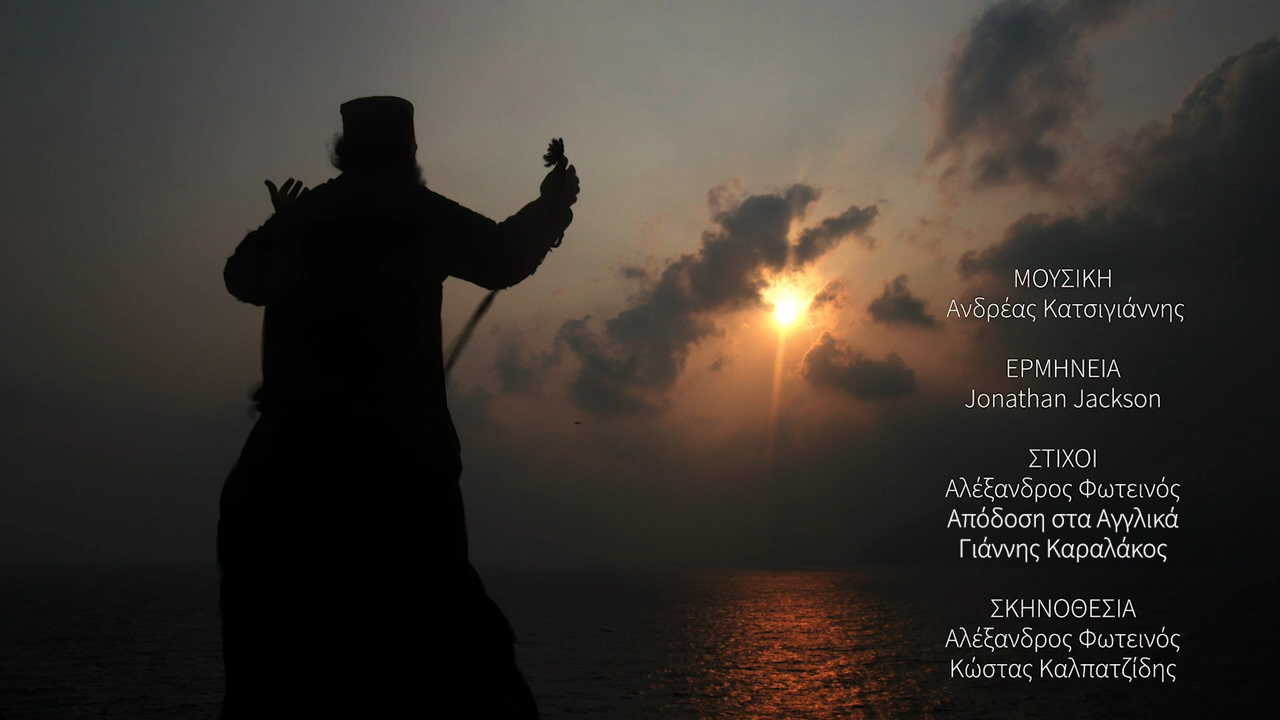 ΜΟΥΣΙΚΗ
Ανδρέας Κατσιγιάννης
ΕΡΜΗΝΕΙΑ
Jonathan Jackson
ΣΤΙΧΟΙ
Αλέξανδρος Φωτεινός
Απόδοση στα Αγγλικά
Γιάννης Καραλάκος
ΣΚΗΝΟΘΕΣΙΑ
Αλέξανδρος Φωτεινός
Κώστας Καλπατζίδης